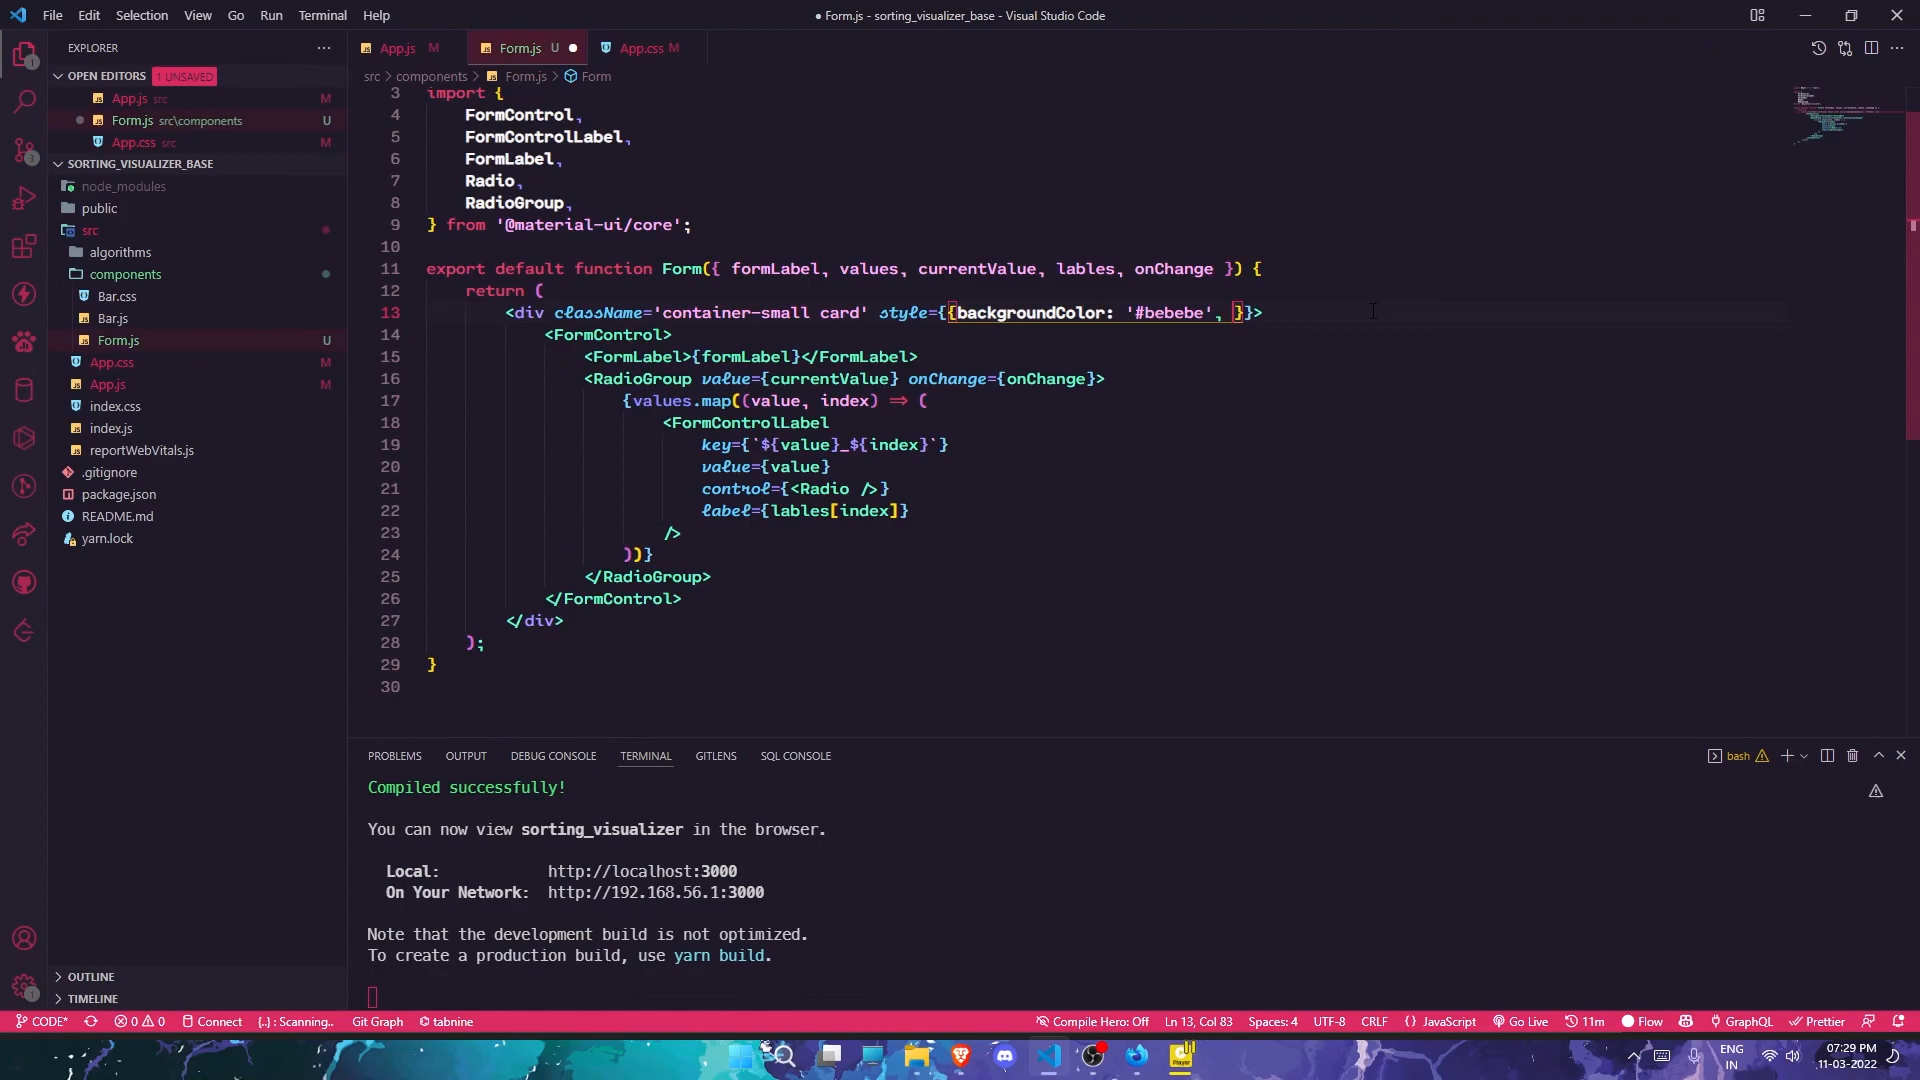 File Edit Selection View Go Run Terminal Help
● Form.js - sorting_visualizer_base - Visual Studio Code
EXPLORER
OPEN EDITORS 1 UNSAVED
App.js src M
Form.js src\components U
App.css src M
SORTING_VISUALIZER_BASE
node_modules
public
src
algorithms
components
Bar.css
Bar.js
Form.js U
App.css M
App.js M
index.css
index.js
reportWebVitals.js
.gitignore
package.json
README.md
yarn.lock
OUTLINE
TIMELINE
App.js M Form.js U App.css M
src > components > Form.js > Form
3 import {
4 FormControl,
5 FormControlLabel,
6 FormLabel,
7 Radio,
8 RadioGroup,
9 } from '@material-ui/core';
10
11 export default function Form({ formLabel, values, currentValue, lables, onChange }) {
12 return (
13 <div className='container-small card' style={{backgroundColor: '#bebebe', }}>
14 <FormControl>
15 <FormLabel>{formLabel}</FormLabel>
16 <RadioGroup value={currentValue} onChange={onChange}>
17 {values.map((value, index) => (
18 <FormControlLabel
19 key={`${value}_${index}`}
20 value={value}
21 control={<Radio />}
22 label={lables[index]}
23 />
24 ))}
25 </RadioGroup>
26 </FormControl>
27 </div>
28 );
29 }
30
PROBLEMS OUTPUT DEBUG CONSOLE TERMINAL GITLENS SQL CONSOLE
bash
Compiled successfully!
You can now view sorting_visualizer in the browser.
Local: http://localhost:3000
On Your Network: http://192.168.56.1:3000
Note that the development build is not optimized.
To create a production build, use yarn build.
CODE* 0 0 Connect {..} : Scanning.. Git Graph tabnine
Compile Hero: Off Ln 13, Col 83 Spaces: 4 UTF-8 CRLF {} JavaScript Go Live 11m Flow GraphQL Prettier
ENG
IN
07:29 PM
11-03-2022